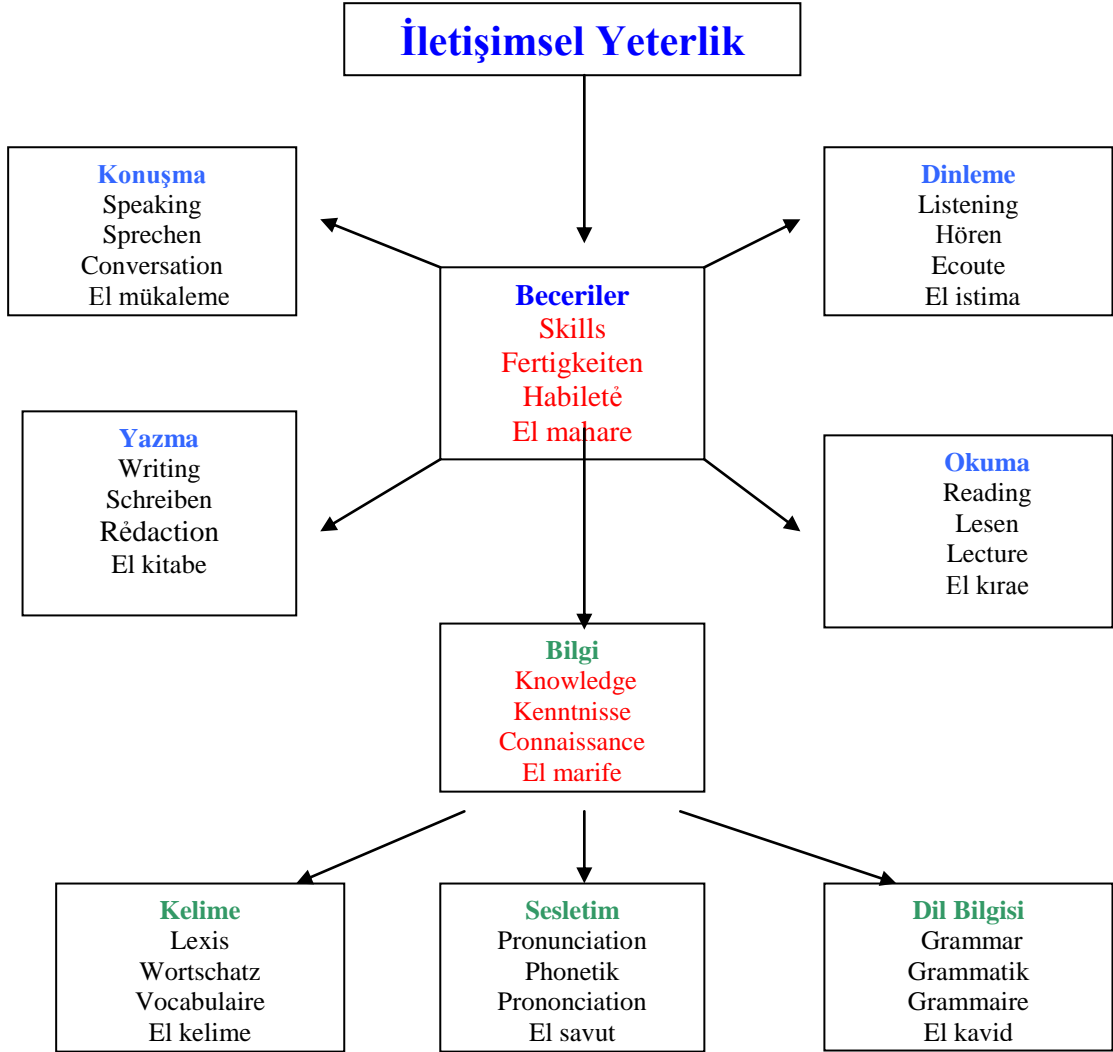 İletişimsel Yeterlik
Konuşma
Speaking
Sprechen
Conversation
El mükaleme
Dinleme
Listening
Hören
Ecoute
El istima
Beceriler
Skills
Fertigkeiten
Habiletė
El mahare
Yazma
Writing
Schreiben
Rėdaction
El kitabe
Okuma
Reading
Lesen
Lecture
El kırae
Bilgi
Knowledge
Kenntnisse
Connaissance
El marife
Kelime
Lexis
Wortschatz
Vocabulaire
El kelime
Sesletim
Pronunciation
Phonetik
Prononciation
El savut
Dil Bilgisi
Grammar
Grammatik
Grammaire
El kavid